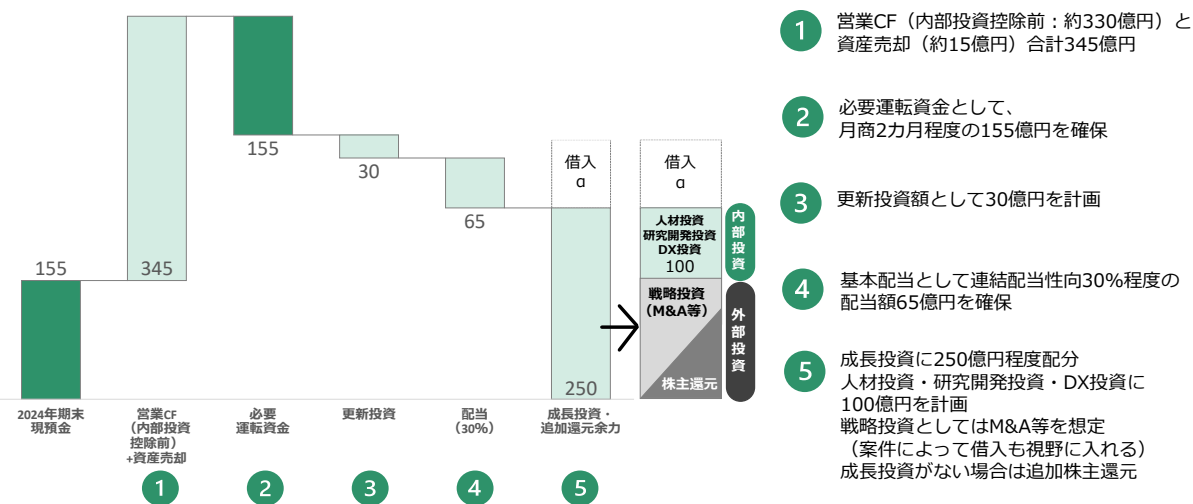 155
345
155
30
65
250
借入
α
借入
α
人材投資
研究開発投資
DX投資
100
戦略投資
（M&A等）
株主還元
内部投資
外部投資
2024年期末
現預金
営業CF
（内部投資
控除前）
+資産売却
必要
運転資金
更新投資
配当
（30%）
成長投資・
追加還元余力
1
2
3
4
5
1
営業CF（内部投資控除前：約330億円）と
資産売却（約15億円）合計345億円
2
必要運転資金として、
月商2カ月程度の155億円を確保
3
更新投資額として30億円を計画
4
基本配当として連結配当性向30%程度の
配当額65億円を確保
5
成長投資に250億円程度配分
人材投資・研究開発投資・DX投資に
100億円を計画
戦略投資としてはM&A等を想定
（案件によって借入も視野に入れる）
成長投資がない場合は追加株主還元